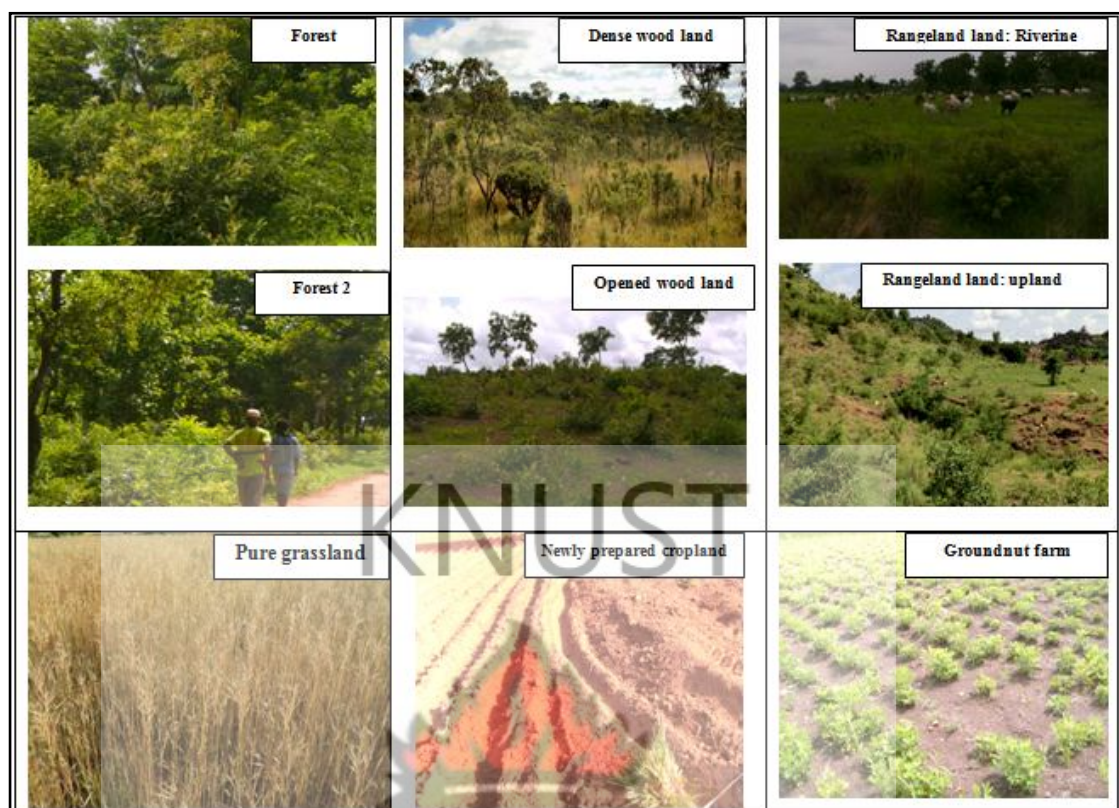 Forest
Dense wood land
Rangeland land: Riverine
Forest 2
Opened wood land
Rangeland land: upland
KNUST
Pure grassland
Newly prepared cropland
Groundnut farm